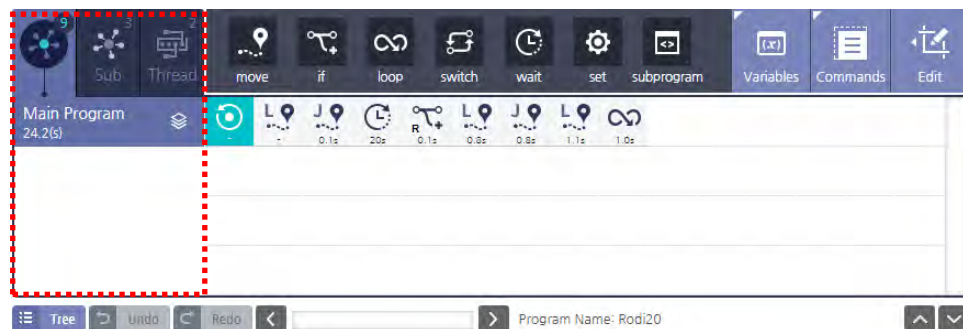 9 3 2
Sub Thread move if loop switch wait set subprogram Variables Commands Edit
Main Program
24.2(s)
L J R L J L
- - 0.1s 20s 0.1s 0.8s 0.8s 1.1s 1.0s
Tree Undo Redo Program Name: Rodi20